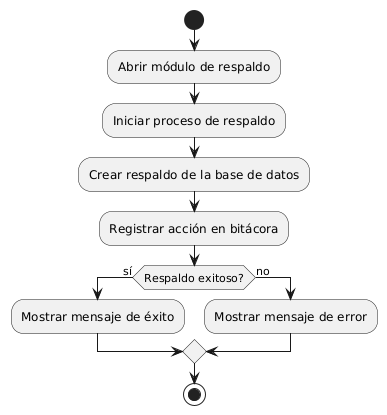 Abrir módulo de respaldo
Iniciar proceso de respaldo
Crear respaldo de la base de datos
Registrar acción en bitácora
sí
Respaldo exitoso?
no
Mostrar mensaje de éxito
Mostrar mensaje de error